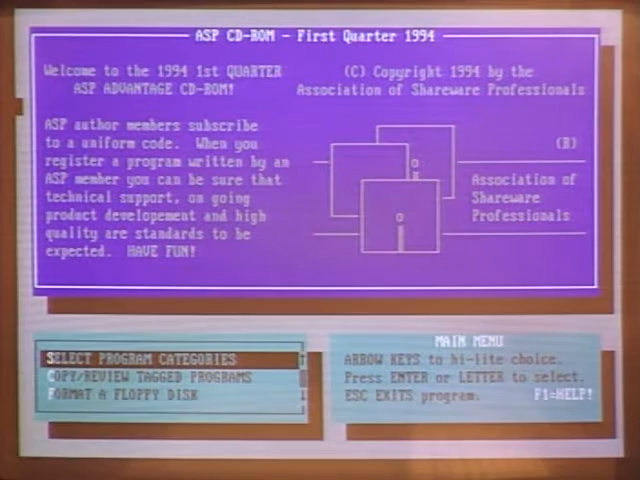 ASP CD-ROM - First Quarter 1994
Welcome to the 1994 1st QUARTER
ASP ADVANTAGE CD-ROM!
(C) Copyright 1994 by the
Association of Shareware Professionals
ASP author members subscribe
to a uniform code. When you
register a program written by an
ASP member you can be sure that
technical support, on going
product developement and high
quality are standards to be
expected. HAVE FUN!
(R)
Association of
Shareware
Professionals
SELECT PROGRAM CATEGORIES
COPY/REVIEW TAGGED PROGRAMS
FORMAT A FLOPPY DISK
MAIN MENU
ARROW KEYS to hi-lite choice.
Press ENTER or LETTER to select.
ESC EXITS program. F1=HELP!